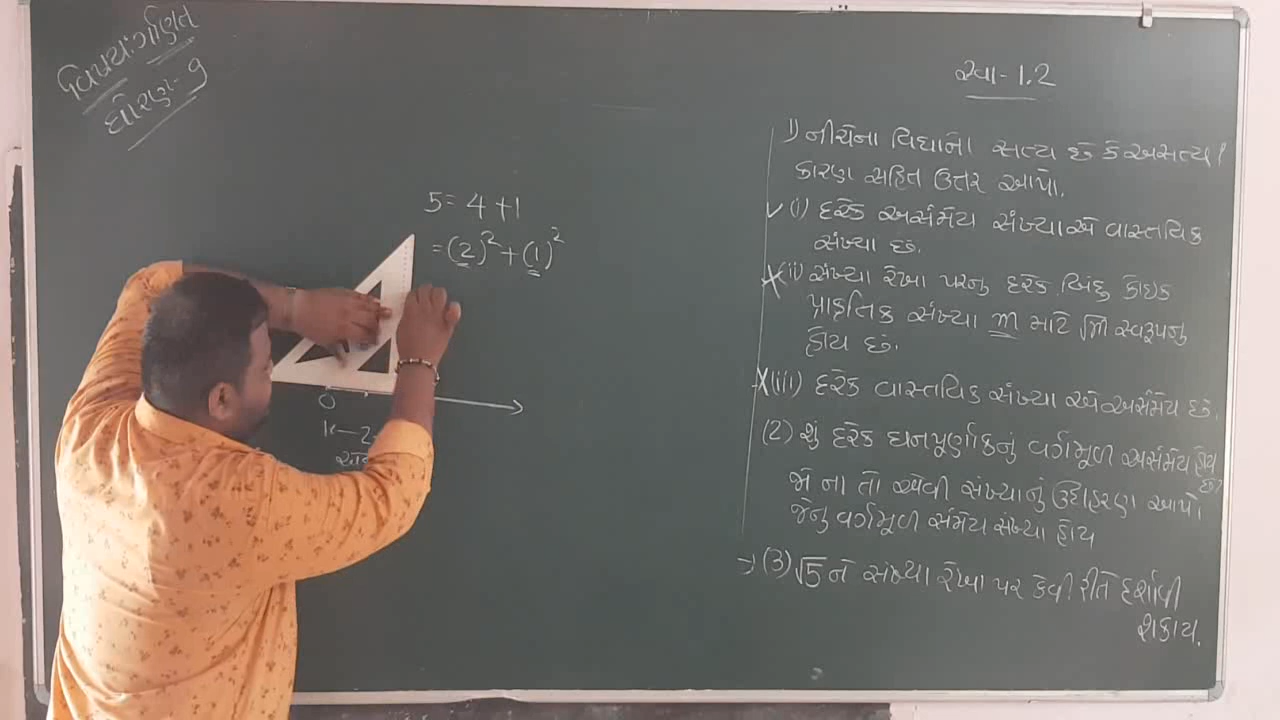 વિષય:ગણિત
ધોરણ-૭
5 = 4 + 1
= (2)² + (1)²
0
સ્વા - 1.2
1) નીચેના વિધાનો સત્ય છે કે અસત્ય?
કારણ સહિત ઉત્તર આપો.
(i) દરેક અસંમેય સંખ્યા એ વાસ્તવિક
સંખ્યા છે.
(ii) સંખ્યા રેખા પરનુ દરેક બિંદુ કોઇક
પ્રાકૃતિક સંખ્યા m માટે √m સ્વરૂપનુ
હોય છે.
(iii) દરેક વાસ્તવિક સંખ્યા એ અસંમેય છે.
(2) શું દરેક ધનપૂર્ણાંકનું વર્ગમૂળ અસંમેય હોય
છે?
જો ના તો એવી સંખ્યાનું ઉદાહરણ આપો.
જેનુ વર્ગમૂળ સંમેય સંખ્યા હોય
⇒ (3) √5 ને સંખ્યા રેખા પર કેવી રીતે દર્શાવી
શકાય.